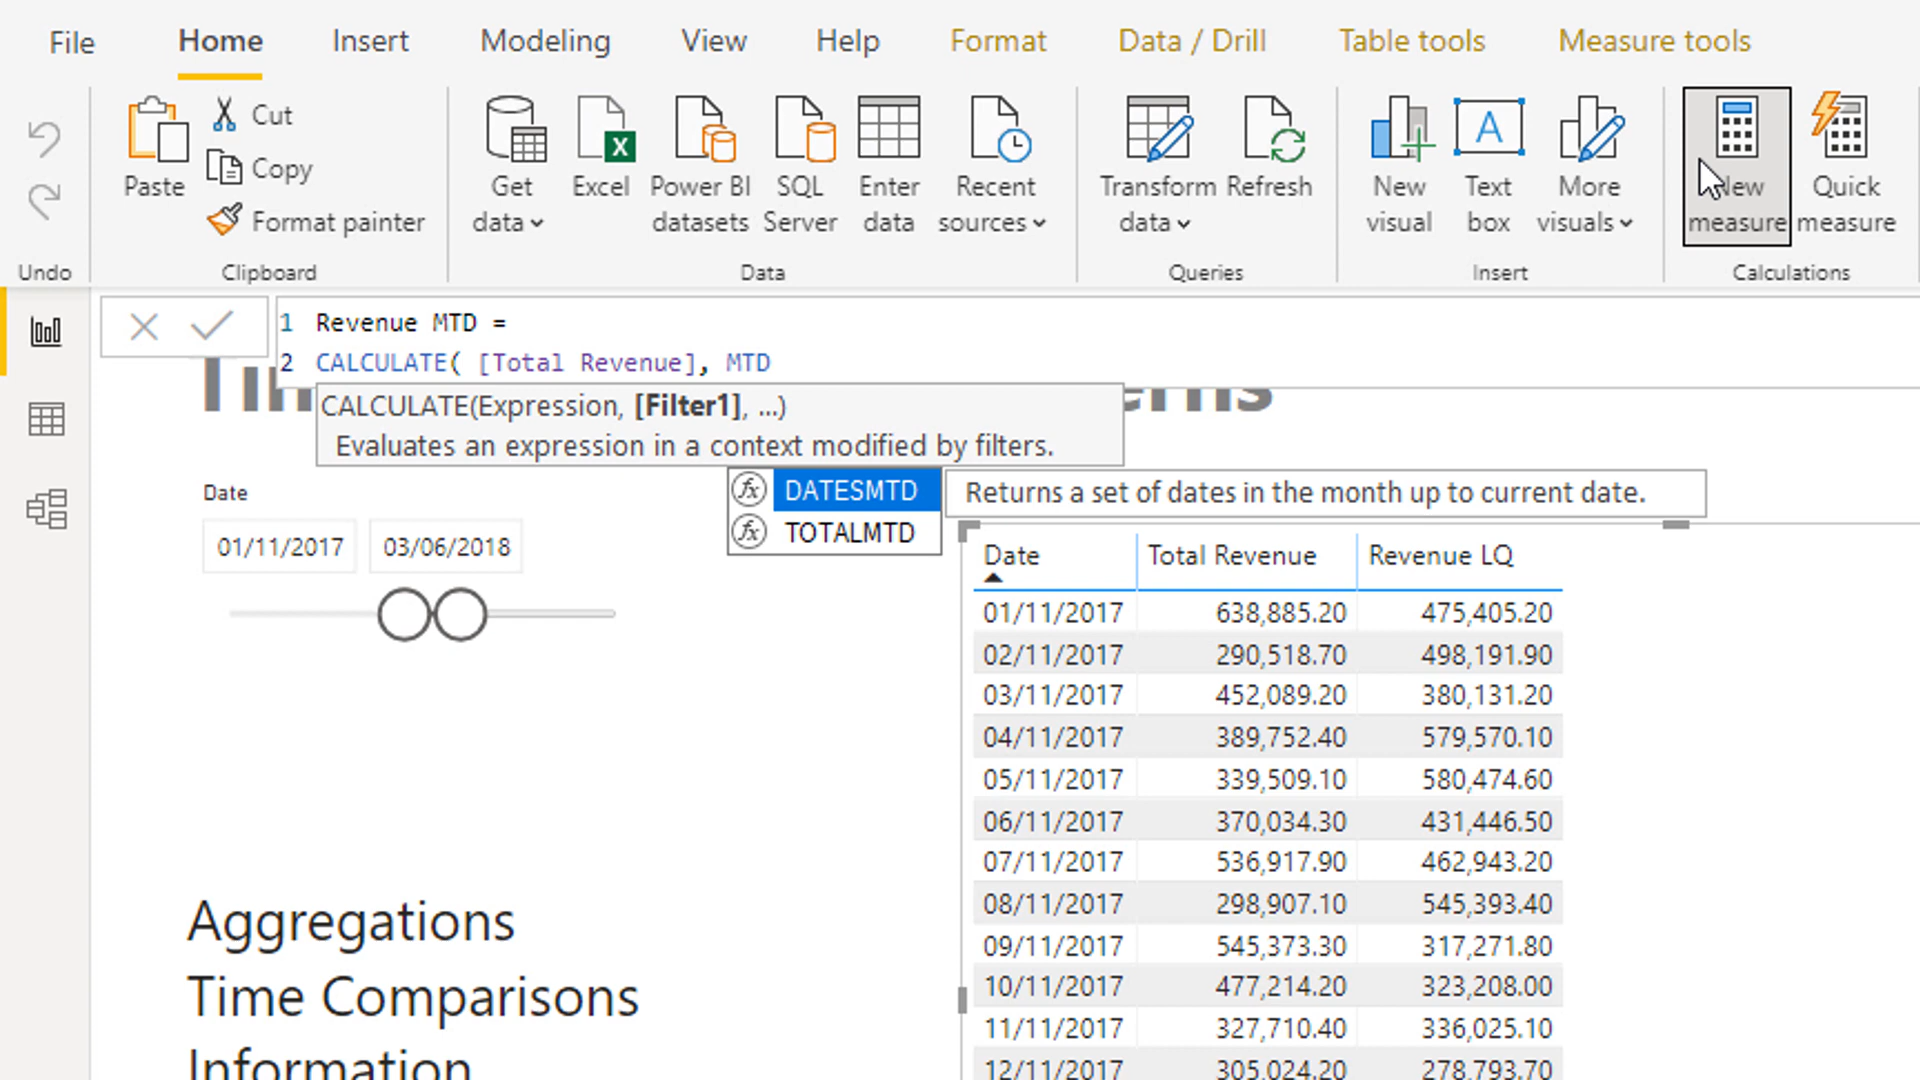 File Home Insert Modeling View Help Format Data / Drill Table tools Measure tools
Paste
Cut
Copy
Format painter
Get data
Excel
Power BI datasets
SQL Server
Enter data
Recent sources
Transform data
Refresh
New visual
Text box
More visuals
New measure
Quick measure
Undo Clipboard Data Queries Insert Calculations
1 Revenue MTD =
2 CALCULATE( [Total Revenue], MTD
CALCULATE(Expression, [Filter1], ...)
Evaluates an expression in a context modified by filters.
DATESMTD Returns a set of dates in the month up to current date.
TOTALMTD
Date
01/11/2017 03/06/2018
Date Total Revenue Revenue LQ
01/11/2017 638,885.20 475,405.20
02/11/2017 290,518.70 498,191.90
03/11/2017 452,089.20 380,131.20
04/11/2017 389,752.40 579,570.10
05/11/2017 339,509.10 580,474.60
06/11/2017 370,034.30 431,446.50
07/11/2017 536,917.90 462,943.20
08/11/2017 298,907.10 545,393.40
09/11/2017 545,373.30 317,271.80
10/11/2017 477,214.20 323,208.00
11/11/2017 327,710.40 336,025.10
12/11/2017 305,024.20 278,793.70
Aggregations
Time Comparisons
Information